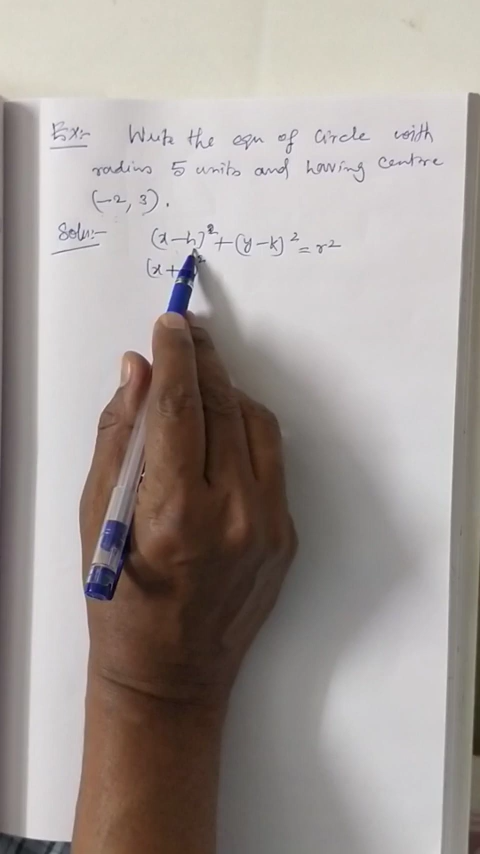 Ex:- Write the eqn of Circle with
radius 5 units and having centre
(-2, 3).
Soln:- (x-h)² + (y-k)² = r²
(x+ )²